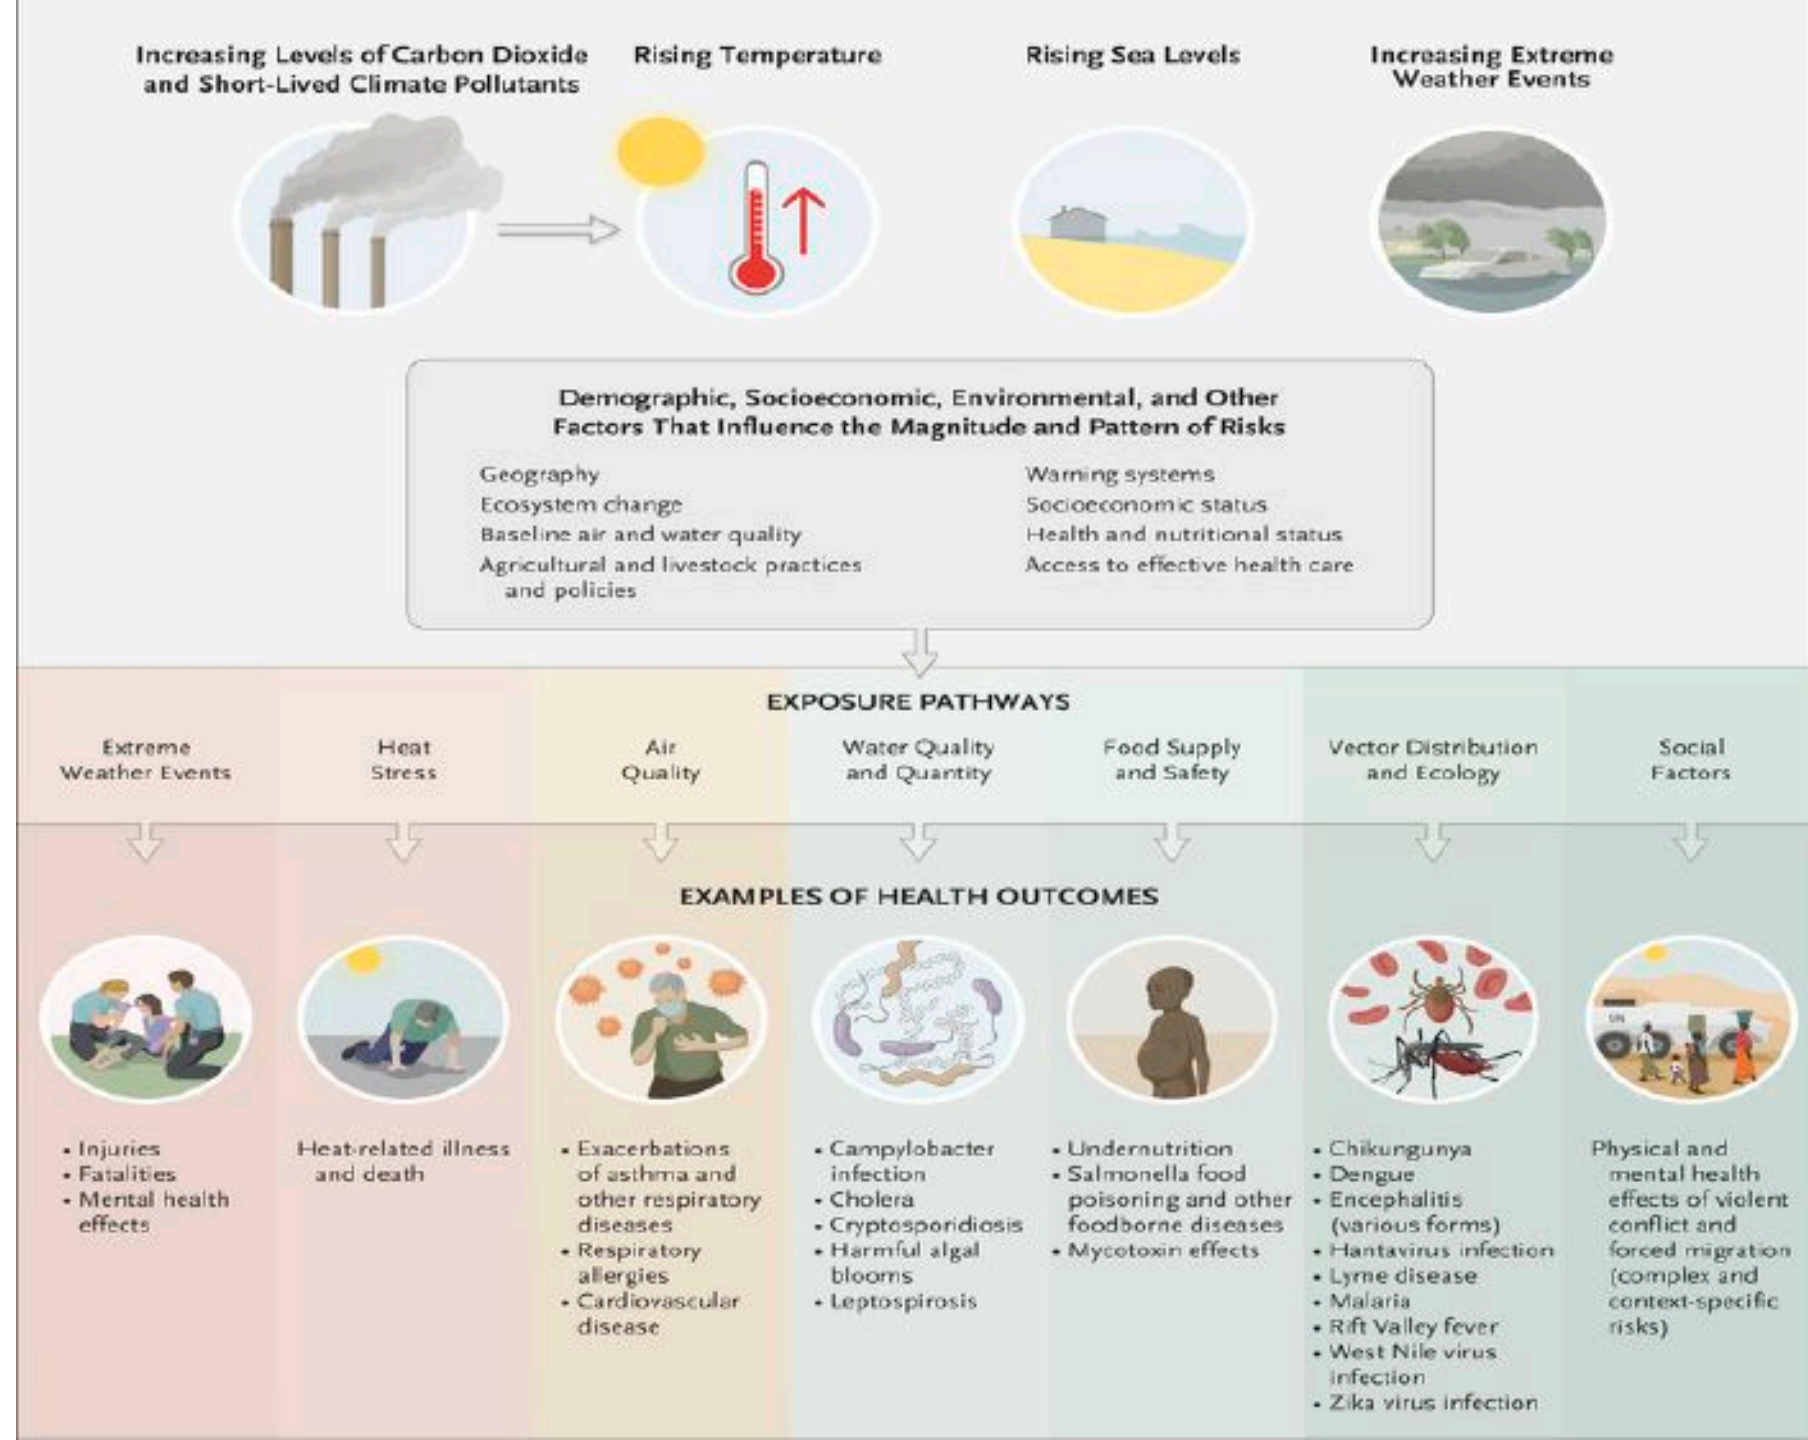 Increasing Levels of Carbon Dioxide
and Short-Lived Climate Pollutants
Rising Temperature
Rising Sea Levels
Increasing Extreme
Weather Events
Demographic, Socioeconomic, Environmental, and Other
Factors That Influence the Magnitude and Pattern of Risks
Geography
Ecosystem change
Baseline air and water quality
Agricultural and livestock practices
and policies
Warning systems
Socioeconomic status
Health and nutritional status
Access to effective health care
EXPOSURE PATHWAYS
Extreme
Weather Events
Heat
Stress
Air
Quality
Water Quality
and Quantity
Food Supply
and Safety
Vector Distribution
and Ecology
Social
Factors
EXAMPLES OF HEALTH OUTCOMES
UN
• Injuries
• Fatalities
• Mental health
effects
Heat-related illness
and death
• Exacerbations
of asthma and
other respiratory
diseases
• Respiratory
allergies
• Cardiovascular
disease
• Campylobacter
infection
• Cholera
• Cryptosporidiosis
• Harmful algal
blooms
• Leptospirosis
• Undernutrition
• Salmonella food
poisoning and other
foodborne diseases
• Mycotoxin effects
• Chikungunya
• Dengue
• Encephalitis
(various forms)
• Hantavirus infection
• Lyme disease
• Malaria
• Rift Valley fever
• West Nile virus
infection
• Zika virus infection
Physical and
mental health
effects of violent
conflict and
forced migration
(complex and
context-specific
risks)